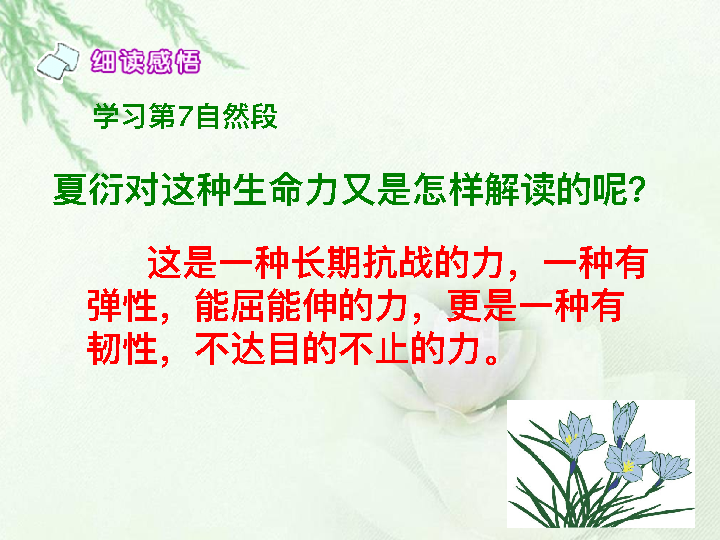 细读感悟
学习第7自然段
夏衍对这种生命力又是怎样解读的呢?
这是一种长期抗战的力，一种有
弹性，能屈能伸的力，更是一种有
韧性，不达目的不止的力。